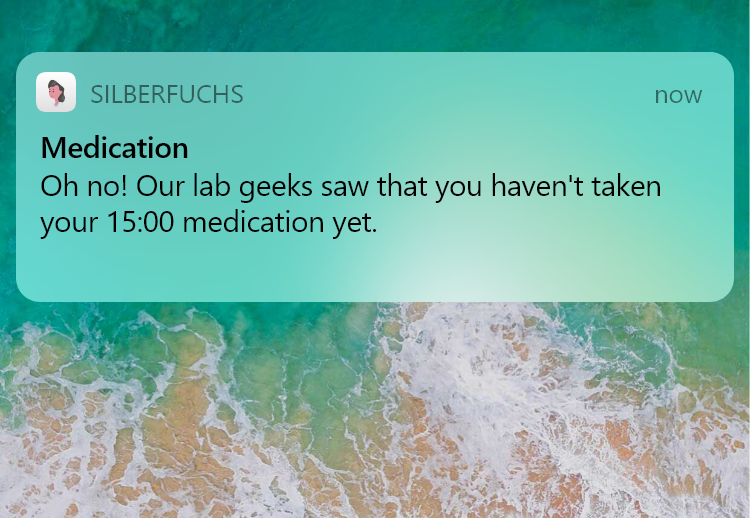 SILBERFUCHS
now
Medication
Oh no! Our lab geeks saw that you haven't taken
your 15:00 medication yet.